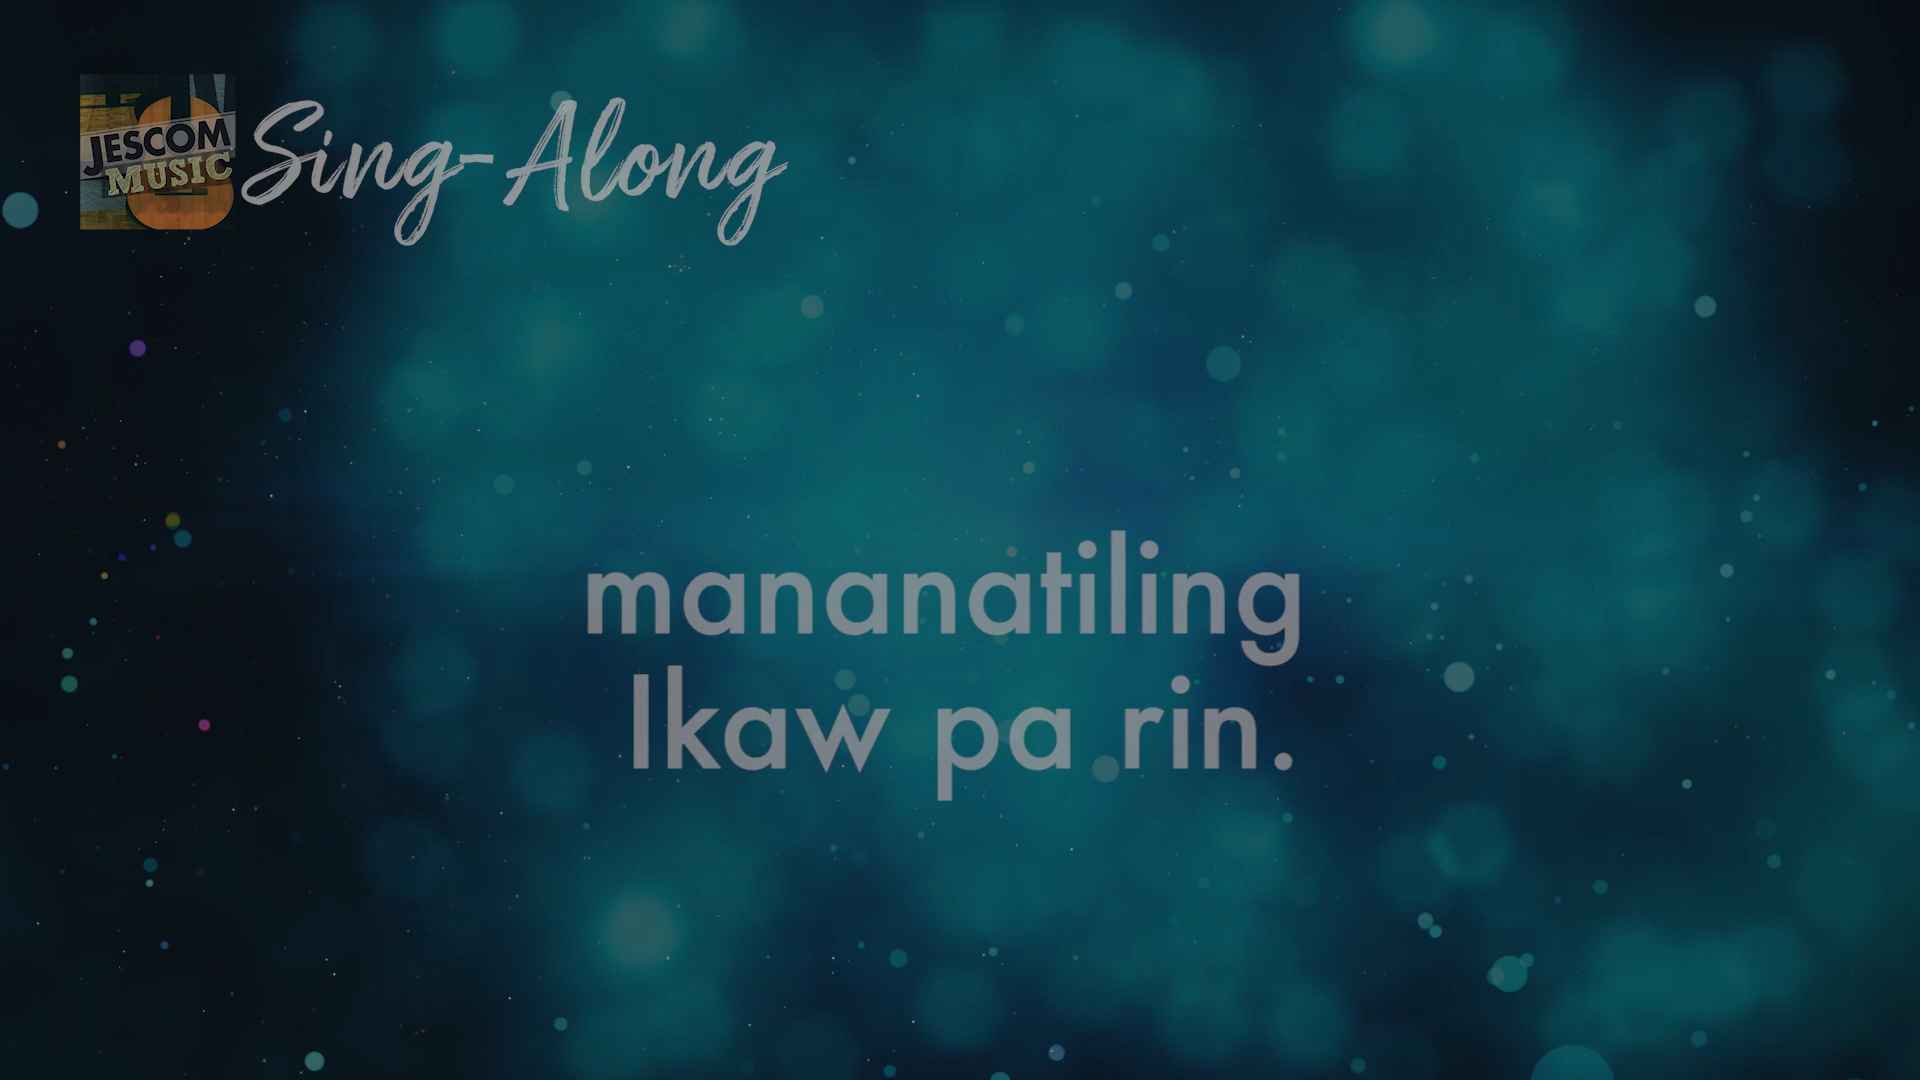 JESCOM
MUSIC
Sing-Along
mananatiling
Ikaw pa rin.